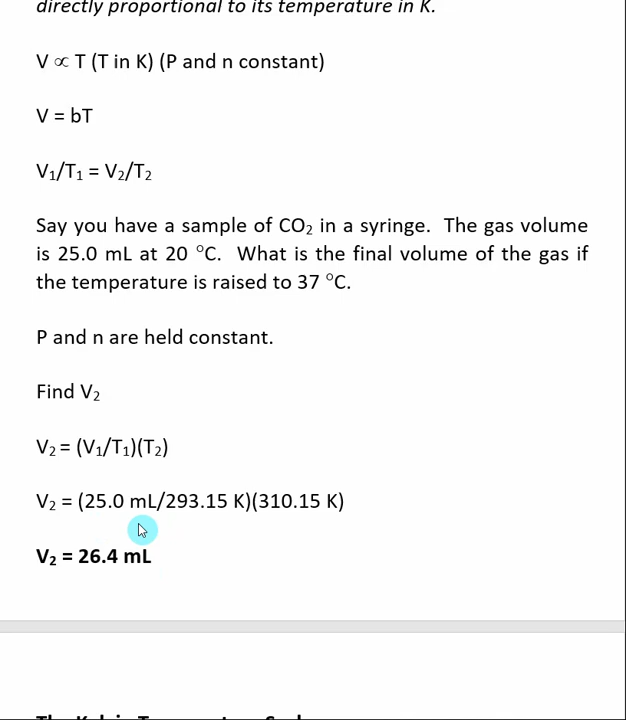 directly proportional to its temperature in K.
V ∝ T (T in K) (P and n constant)
V = bT
V₁/T₁ = V₂/T₂
Say you have a sample of CO₂ in a syringe. The gas volume
is 25.0 mL at 20 °C. What is the final volume of the gas if
the temperature is raised to 37 °C.
P and n are held constant.
Find V₂
V₂ = (V₁/T₁)(T₂)
V₂ = (25.0 mL/293.15 K)(310.15 K)
V₂ = 26.4 mL